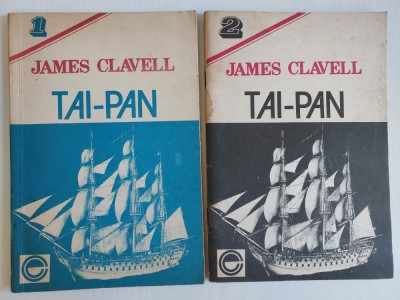 1
JAMES CLAVELL
TAI-PAN
e
2
JAMES CLAVELL
TAI-PAN
e